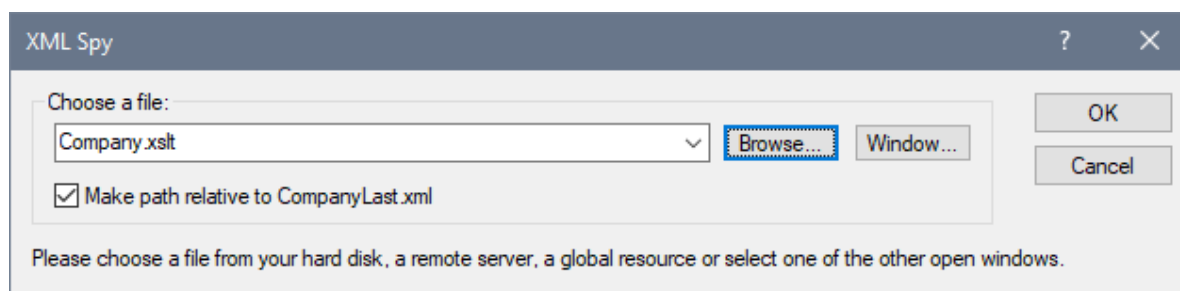 XML Spy
?
Choose a file:
Company.xslt
Browse...
Window...
OK
Cancel
Make path relative to CompanyLast.xml
Please choose a file from your hard disk, a remote server, a global resource or select one of the other open windows.